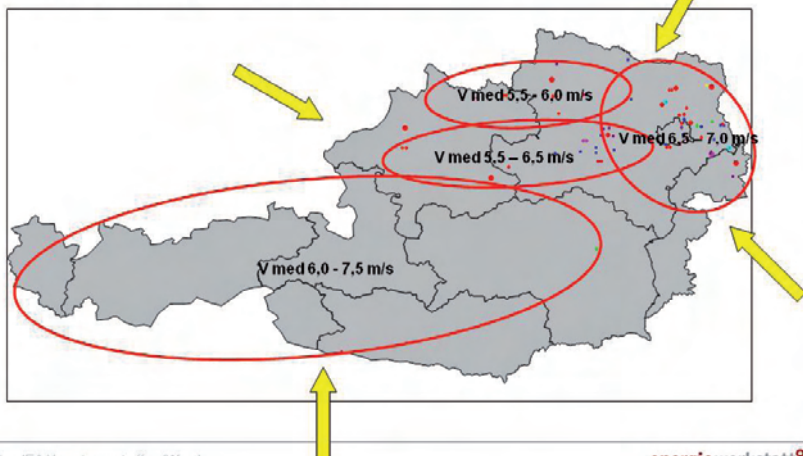 V med 5,5 - 6,0 m/s
V med 6,5 – 7,0 m/s
V med 5,5 – 6,5 m/s
V med 6,0 - 7,5 m/s